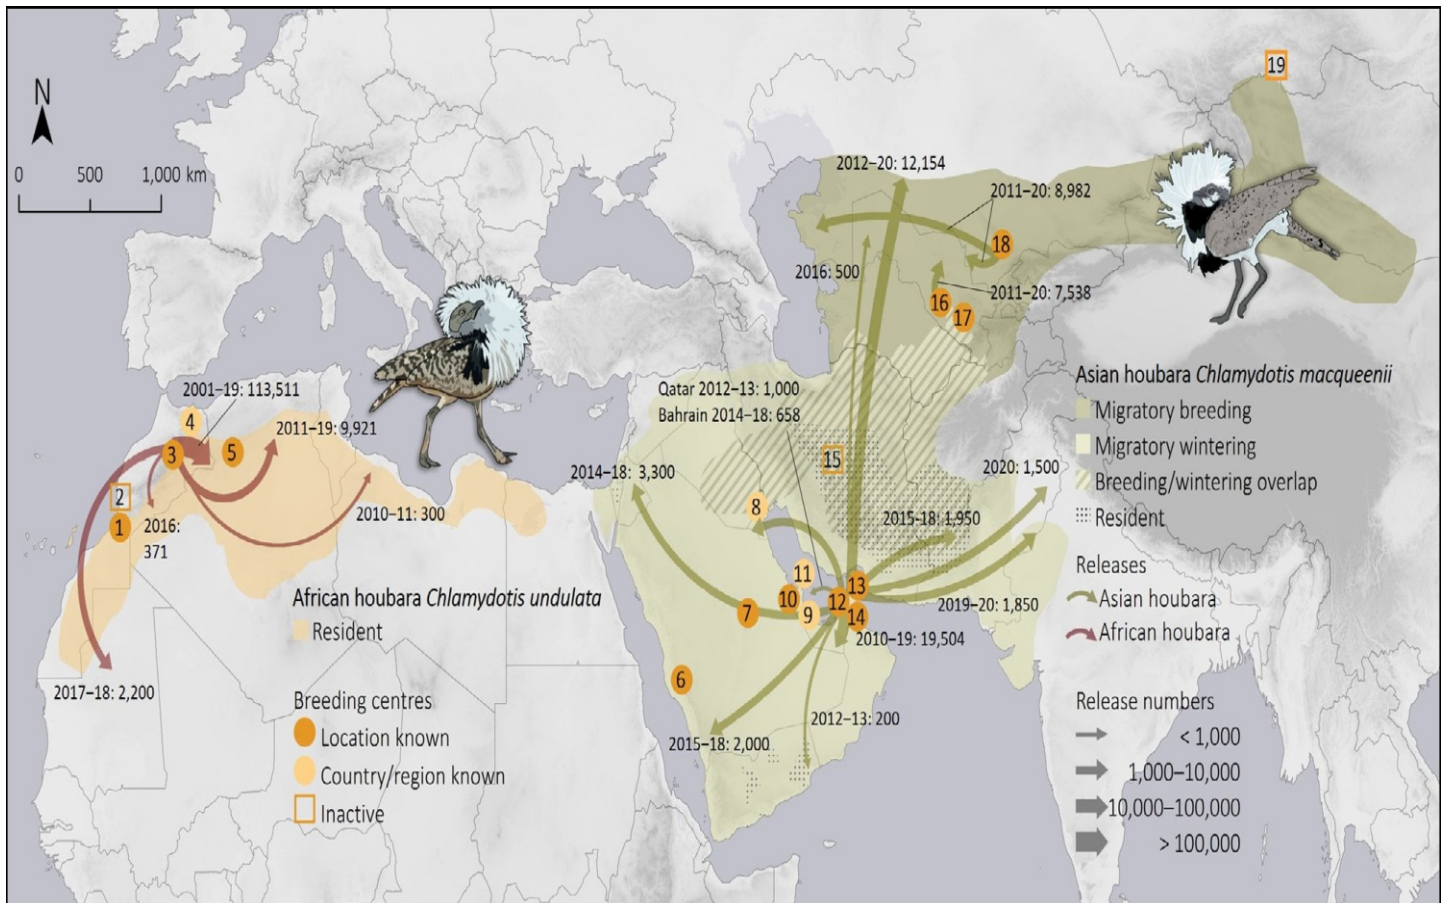 N
0 500 1,000 km
19
2012–20: 12,154
2011–20: 8,982
18
2016: 500
2011–20: 7,538
16
17
Asian houbara Chlamydotis macqueenii
Migratory breeding
Migratory wintering
Breeding/wintering overlap
Resident
Releases
Asian houbara
African houbara
Release numbers
< 1,000
1,000–10,000
10,000–100,000
> 100,000
2001–19: 113,511
4
3
5
2011–19: 9,921
2
1
2016:
371
2010–11: 300
2017–18: 2,200
African houbara Chlamydotis undulata
Resident
Breeding centres
Location known
Country/region known
Inactive
Qatar 2012–13: 1,000
Bahrain 2014–18: 658
15
2014–18: 3,300
2020: 1,500
8
2015-18: 1,950
11
13
10
12
7
9
14
2019–20: 1,850
2010–19: 19,504
6
2012–13: 200
2015–18: 2,000